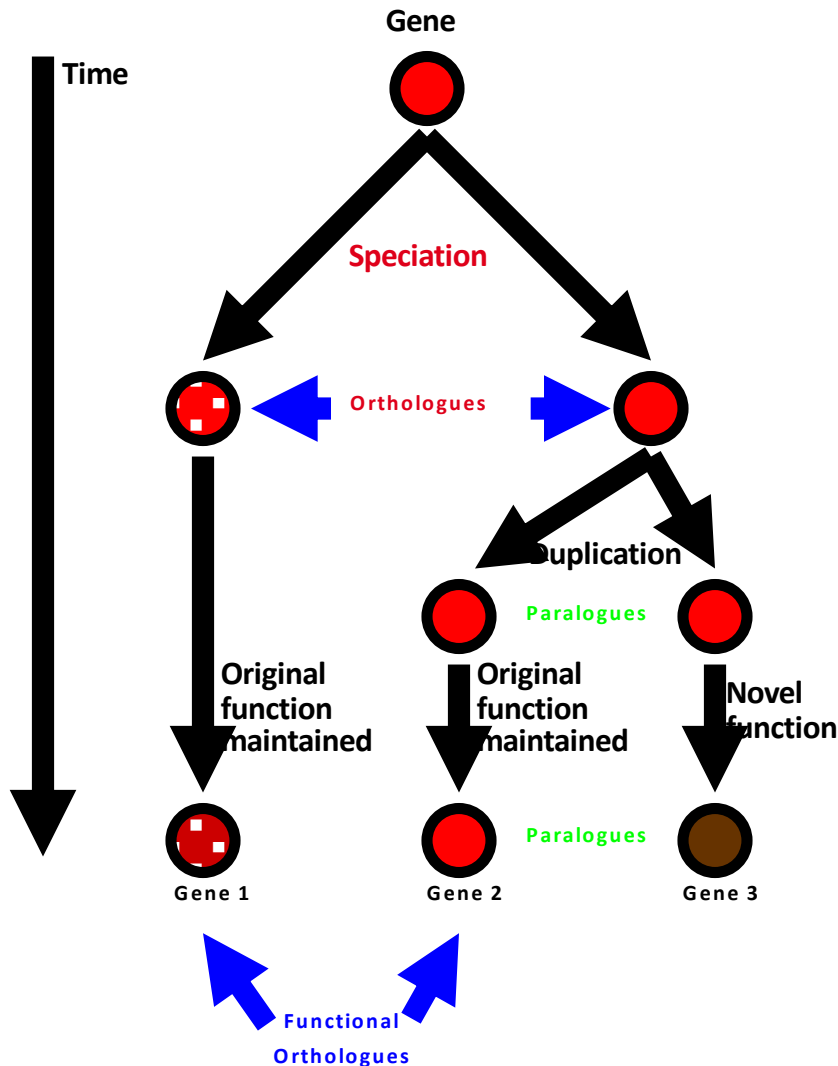 Gene
Time
Speciation
Orthologues
Duplication
Paralogues
Original
function
maintained
Original
function
maintained
Novel
function
Paralogues
Gene 1
Gene 2
Gene 3
Functional
Orthologues